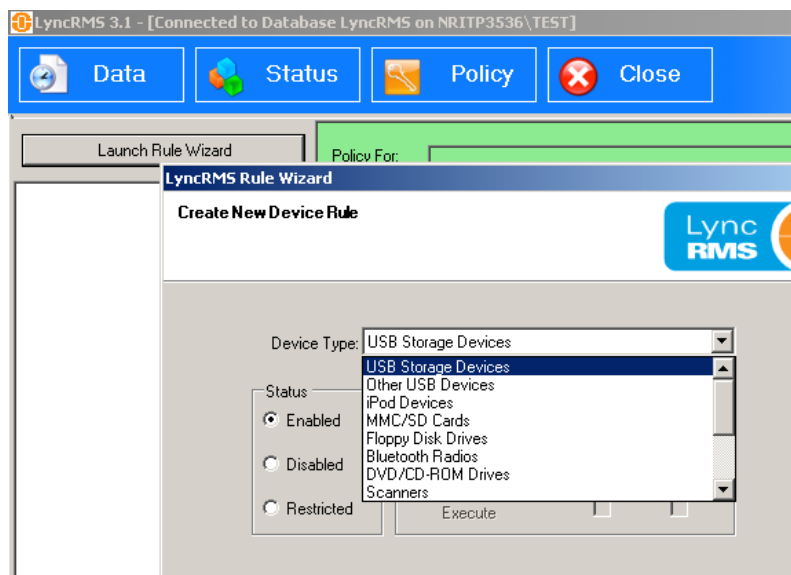 LyncRMS 3.1 - [Connected to Database LyncRMS on NRITP3536\TEST]
Data Status Policy Close
Launch Rule Wizard
Policy For:
LyncRMS Rule Wizard
Create New Device Rule
Lync
RMS
Device Type: USB Storage Devices
USB Storage Devices
Other USB Devices
iPod Devices
MMC/SD Cards
Floppy Disk Drives
Bluetooth Radios
DVD/CD-ROM Drives
Scanners
Status
Enabled
Disabled
Restricted
Execute